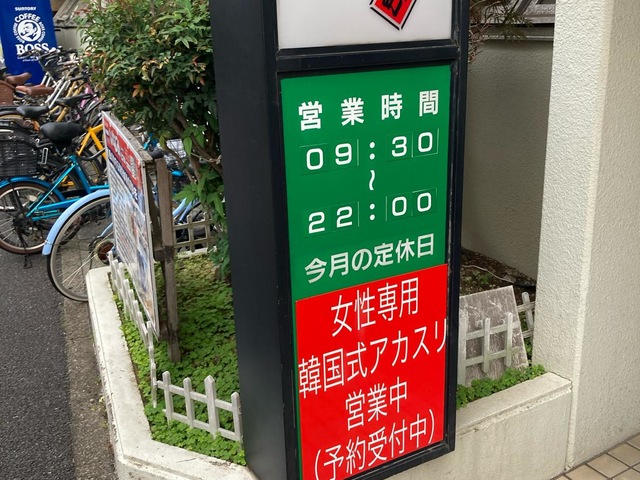 SUNTORY
COFFEE
BOSS
営業時間
09:30
~
22:00
今月の定休日
女性専用
韓国式アカスリ
営業中
(予約受付中)